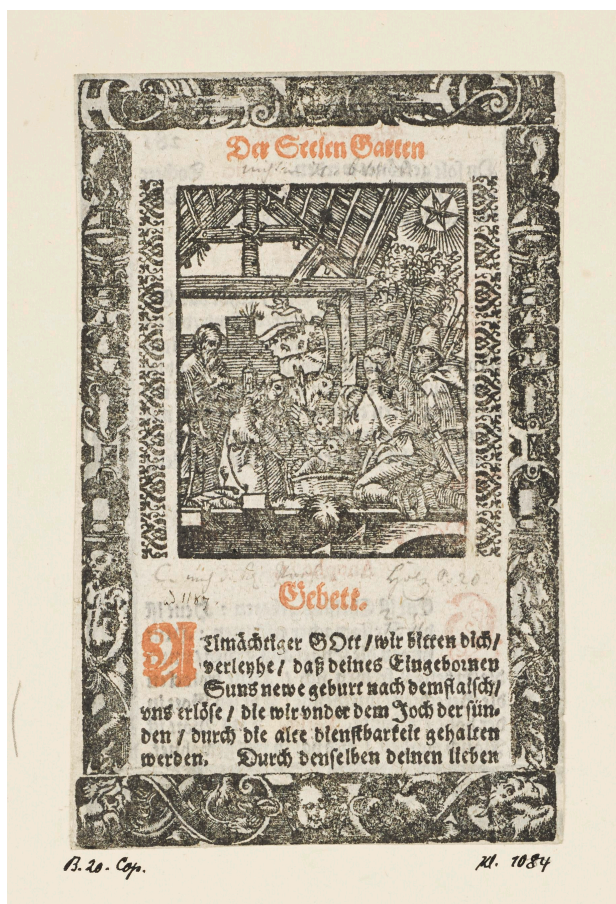 Der Seelen Garten
Gebett.
Allmächtiger GOtt / wir bitten dich /
verleyhe / daß deines Eingebornen
Suns newe geburt nach dem flaisch /
vns erlöse / die wir vnder dem Joch der sün-
den / durch die alte dienstbarkeit gehalten
werden. Durch denselben deinen lieben
B. 20. Cop.
Kl. 1084